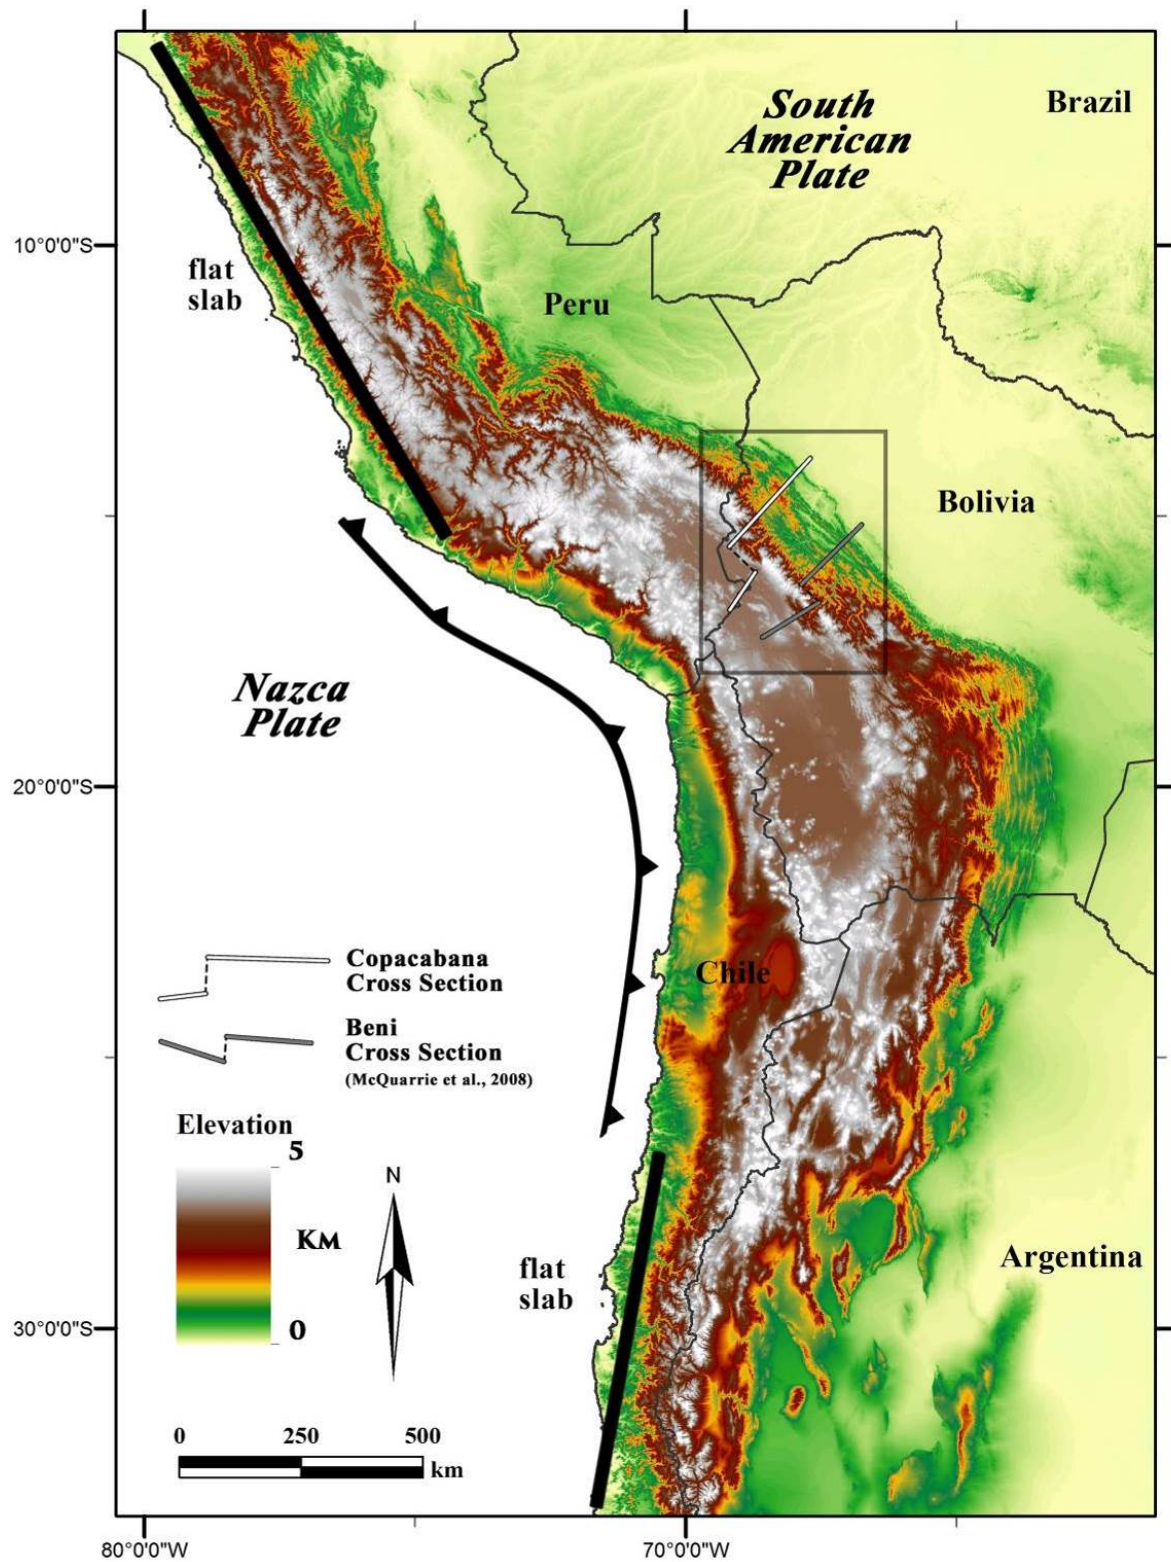 South
American
Plate
Brazil
10°0'0"S
flat
slab
Peru
Bolivia
Nazca
Plate
20°0'0"S
Copacabana
Cross Section
Chile
Beni
Cross Section
(McQuarrie et al., 2008)
Elevation
5
N
KM
Argentina
flat
slab
0
30°0'0"S
0 250 500
km
80°0'0"W 70°0'0"W